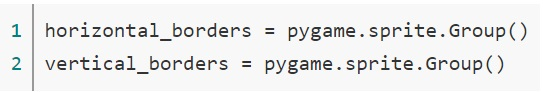 1 horizontal_borders = pygame.sprite.Group()
2 vertical_borders = pygame.sprite.Group()